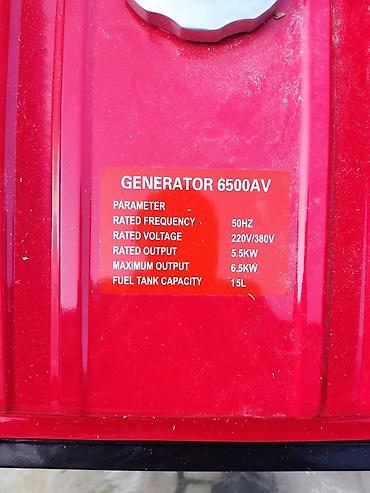 GENERATOR 6500AV
PARAMETER
RATED FREQUENCY 50HZ
RATED VOLTAGE 220V/380V
RATED OUTPUT 5.5KW
MAXIMUM OUTPUT 6.5KW
FUEL TANK CAPACITY 15L